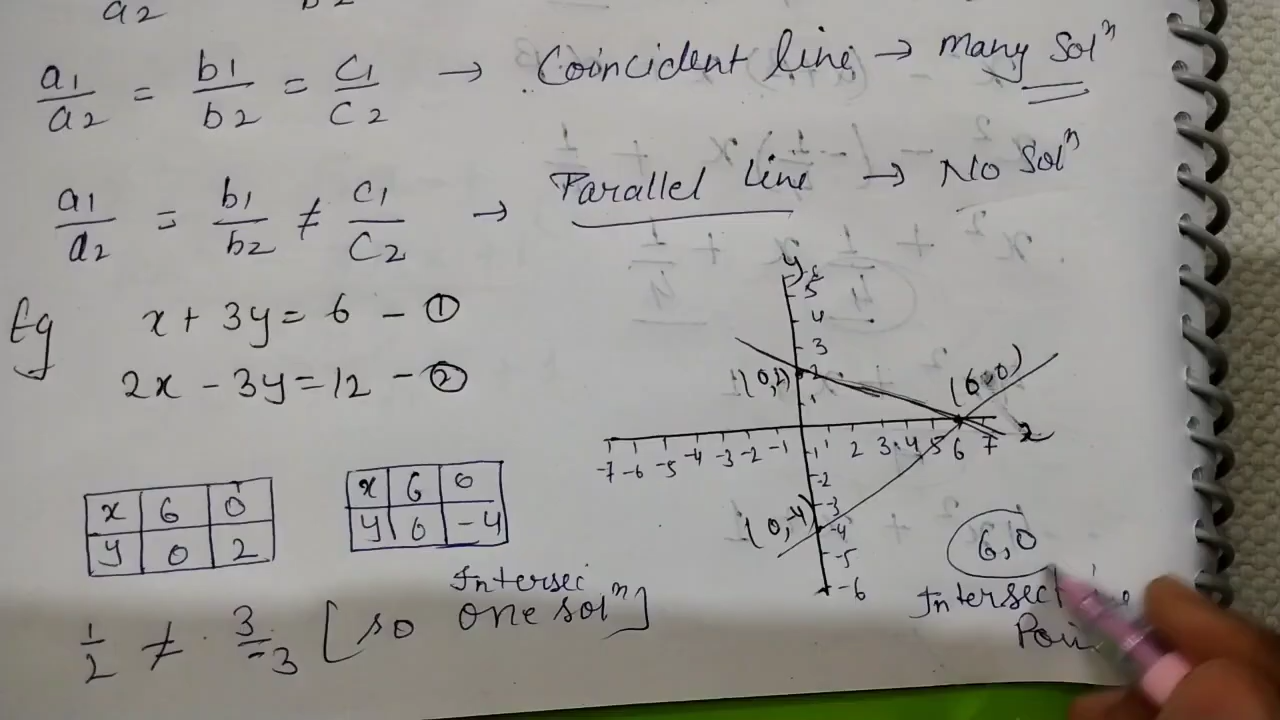 a2 b2
a1/a2 = b1/b2 = c1/c2 → Coincident line → many solⁿ
a1/a2 = b1/b2 ≠ c1/c2 → Parallel line → No solⁿ
Eg x + 3y = 6 - ①
2x - 3y = 12 - ②
x 6 0
y 0 2
x 6 0
y 0 -4
1/2 ≠ 3/-3 [so one solⁿ]
Intersec
y
6
5
4
3
2
1
(0,2)
(6,0)
-7 -6 -5 -4 -3 -2 -1 1 2 3 4 5 6 7 x
-1
-2
-3
-4
-5
-6
(0,-4)
6,0